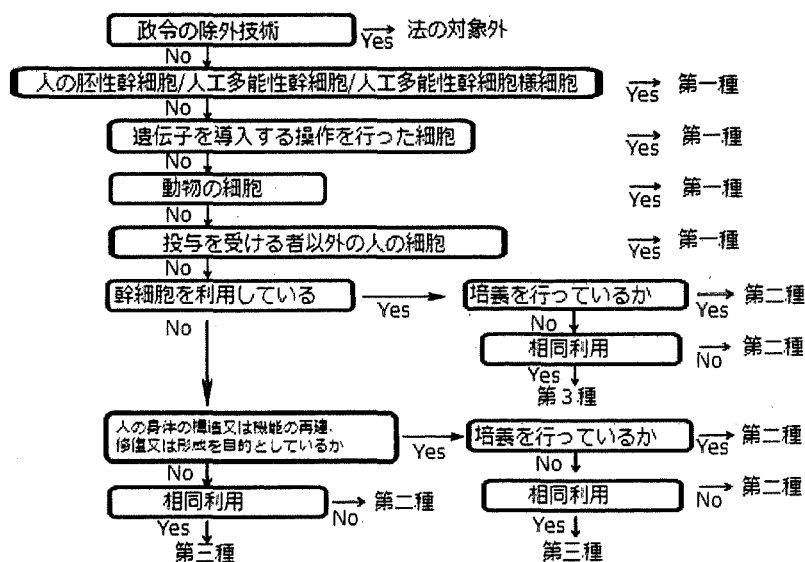 政令の除外技術
Yes
法の対象外
No
人の胚性幹細胞/人工多能性幹細胞/人工多能性幹細胞様細胞
Yes
第一種
No
遺伝子を導入する操作を行った細胞
Yes
第一種
No
動物の細胞
Yes
第一種
No
投与を受ける者以外の人の細胞
Yes
第一種
No
幹細胞を利用している
Yes
培義を行っているか
Yes
第二種
No
No
相同利用
No
第二種
Yes
第3種
人の身体の構造又は機能の再建、
修復又は形成を目的としているか
Yes
培義を行っているか
Yes
第二種
No
No
相同利用
No
第二種
相同利用
No
第二種
Yes
第三種
Yes
第三種